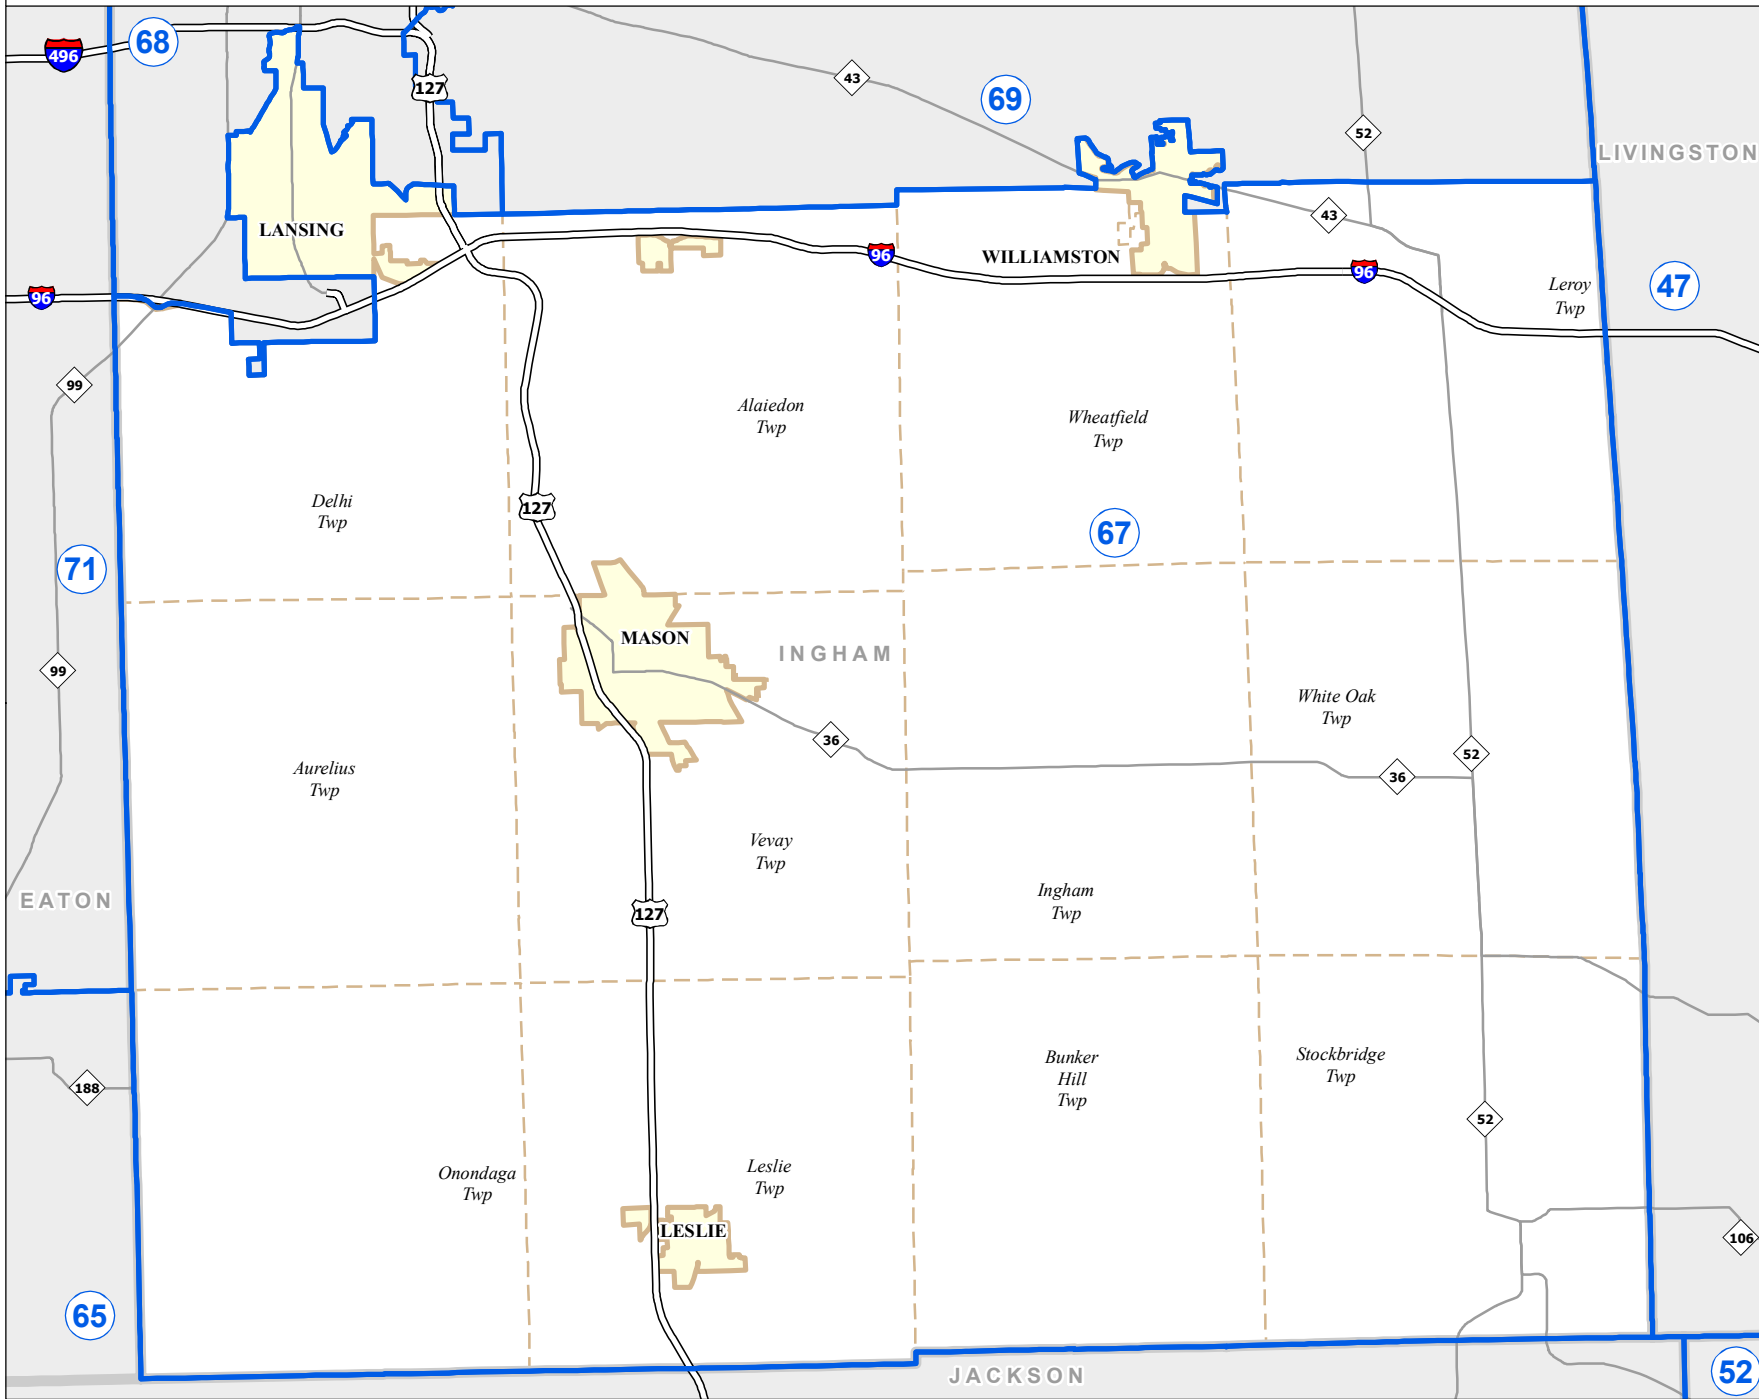 68
496
127
43
69
52
LIVINGSTON
LANSING
43
96
WILLIAMSTON
96
96
Leroy
Twp
47
99
Alaiedon
Twp
Wheatfield
Twp
Delhi
Twp
127
67
71
MASON
INGHAM
99
White Oak
Twp
36
52
36
Aurelius
Twp
Vevay
Twp
EATON
Ingham
Twp
127
188
Bunker
Hill
Twp
Stockbridge
Twp
52
Onondaga
Twp
Leslie
Twp
LESLIE
106
65
JACKSON
52